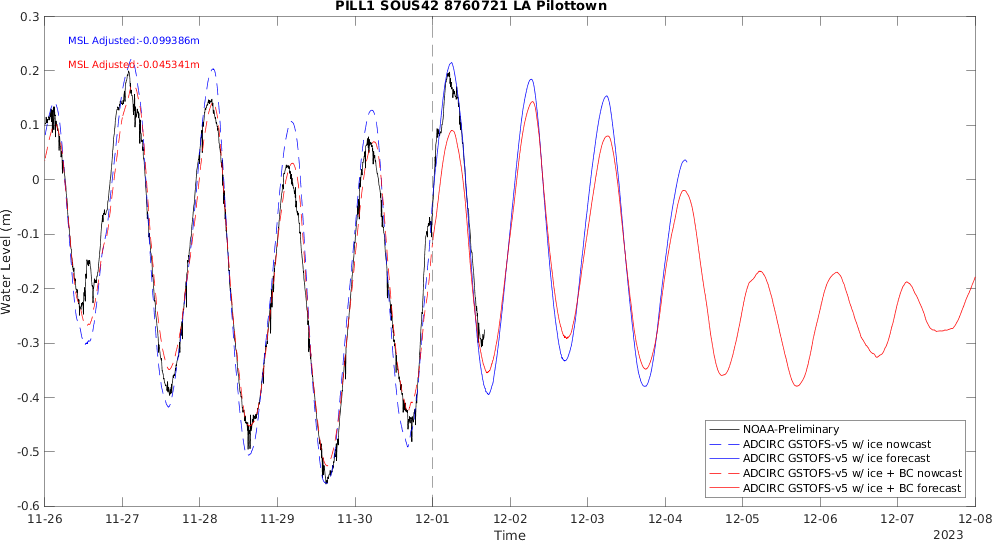 PILL1 SOUS42 8760721 LA Pilottown
MSL Adjusted:-0.099386m
MSL Adjusted:-0.045341m
0.3
0.2
0.1
0
-0.1
-0.2
-0.3
-0.4
-0.5
-0.6
Water Level (m)
NOAA-Preliminary
ADCIRC GSTOFS-v5 w/ ice nowcast
ADCIRC GSTOFS-v5 w/ ice forecast
ADCIRC GSTOFS-v5 w/ ice + BC nowcast
ADCIRC GSTOFS-v5 w/ ice + BC forecast
11-26 11-27 11-28 11-29 11-30 12-01 12-02 12-03 12-04 12-05 12-06 12-07 12-08
Time
2023